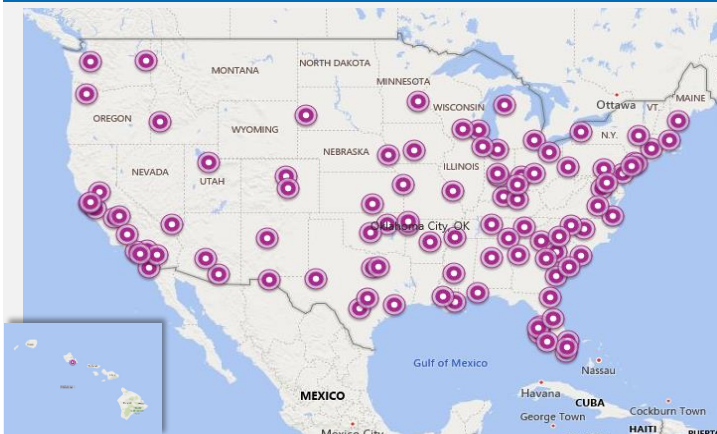 MONTANA
NORTH DAKOTA
MINNESOTA
Ottawa
VT.
MAINE
OREGON
WISCONSIN
N.Y.
WYOMING
NEBRASKA
NEVADA
UTAH
ILLINOIS
Oklahoma City, OK
Gulf of Mexico
Nassau
MEXICO
Havana
CUBA
Cockburn Town
George Town
HAITI
Mexico City